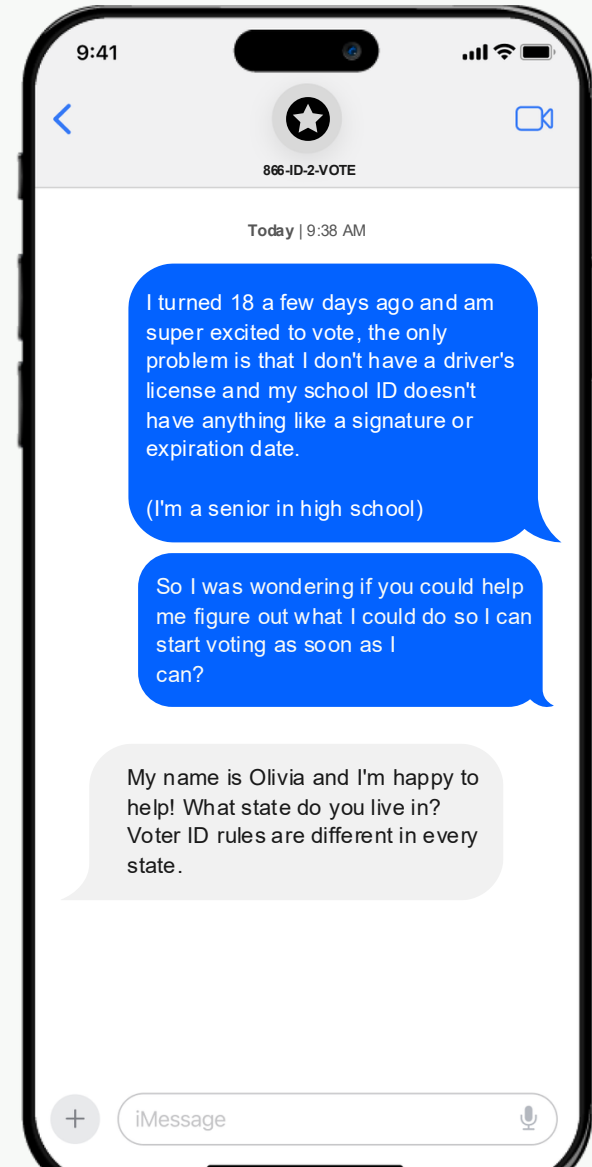 9:41
866-ID-2-VOTE
Today | 9:38 AM
I turned 18 a few days ago and am
super excited to vote, the only
problem is that I don't have a driver's
license and my school ID doesn't
have anything like a signature or
expiration date.
(I'm a senior in high school)
So I was wondering if you could help
me figure out what I could do so I can
start voting as soon as I
can?
My name is Olivia and I'm happy to
help! What state do you live in?
Voter ID rules are different in every
state.
iMessage